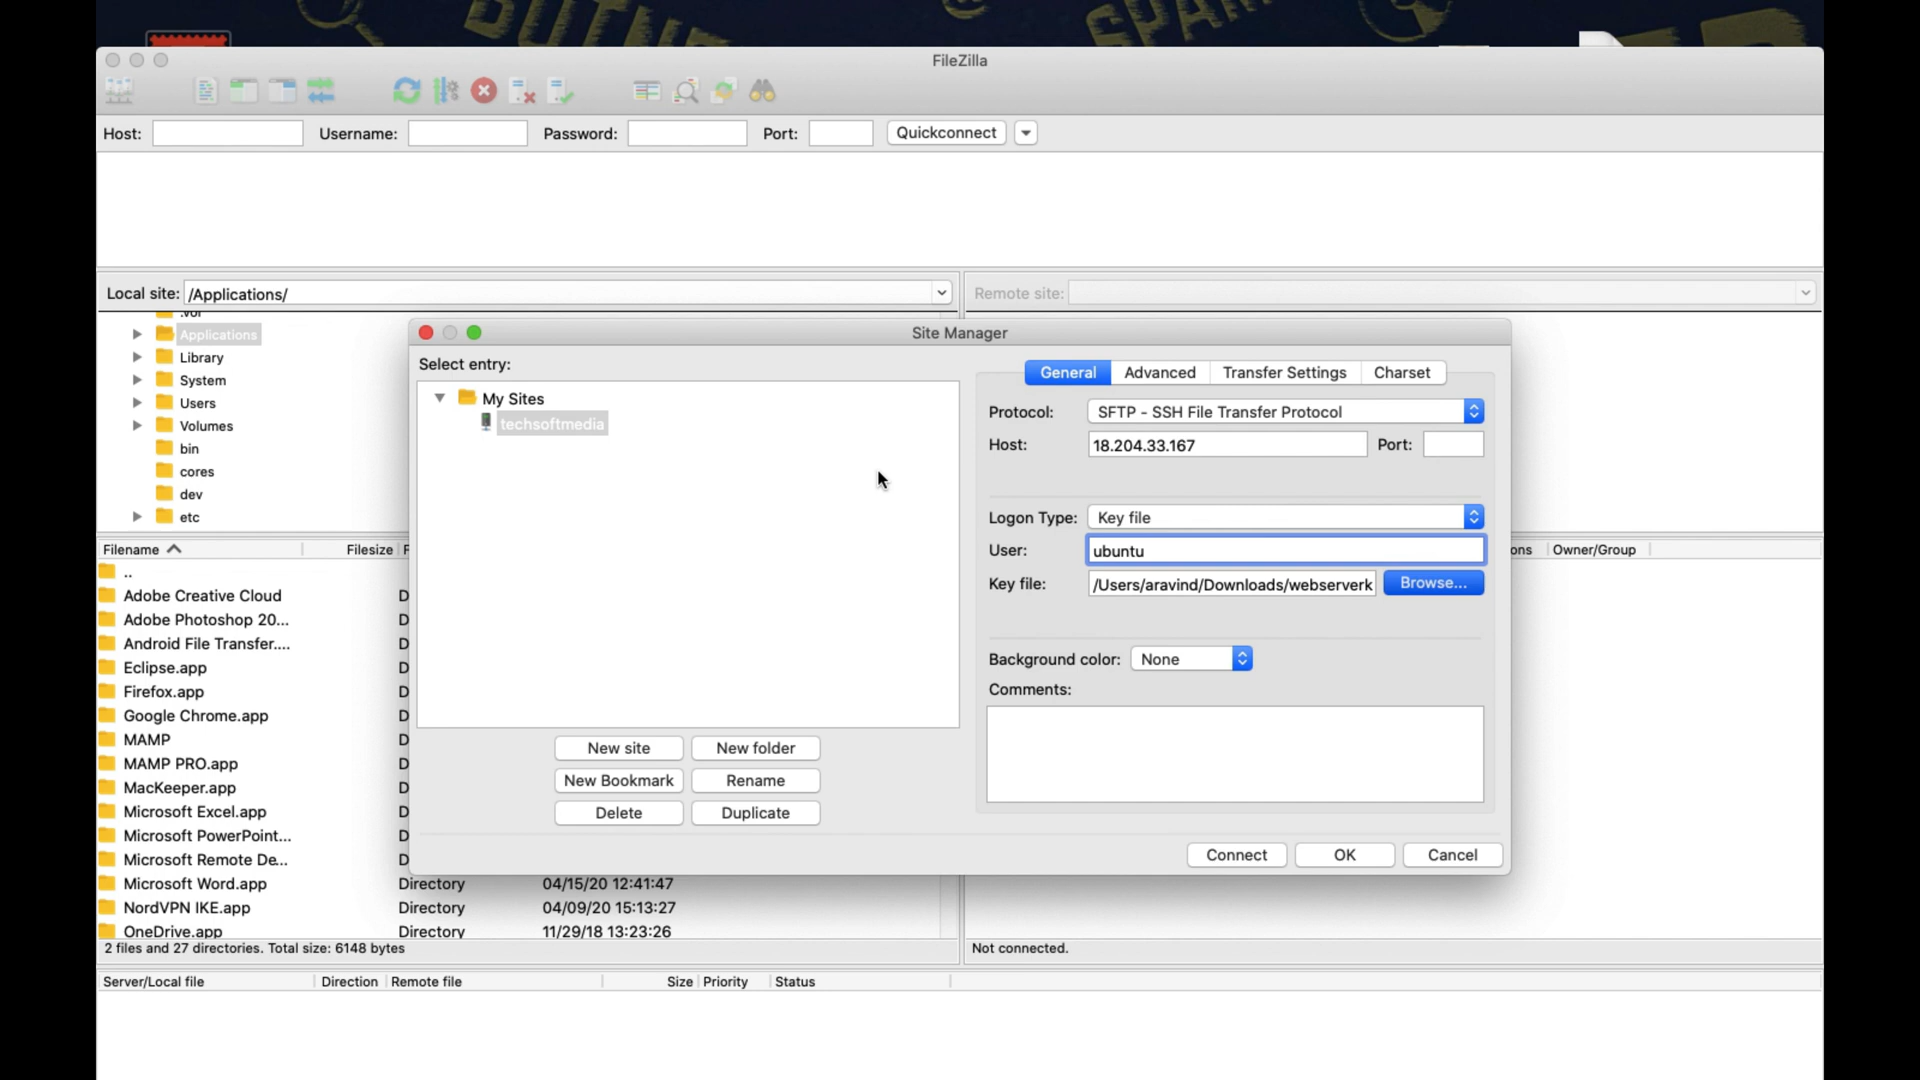 FileZilla
Host: Username: Password: Port: Quickconnect
Local site: /Applications/
Remote site:
Applications
Library
System
Users
Volumes
bin
cores
dev
etc
Site Manager
Select entry:
My Sites
techsoftmedia
New site New folder
New Bookmark Rename
Delete Duplicate
General Advanced Transfer Settings Charset
Protocol: SFTP - SSH File Transfer Protocol
Host: 18.204.33.167 Port:
Logon Type: Key file
User: ubuntu
Key file: /Users/aravind/Downloads/webserverk Browse...
Background color: None
Comments:
Connect OK Cancel
Filename Filesize F
ons Owner/Group
..
Adobe Creative Cloud D
Adobe Photoshop 20... D
Android File Transfer.... D
Eclipse.app D
Firefox.app D
Google Chrome.app D
MAMP D
MAMP PRO.app D
MacKeeper.app D
Microsoft Excel.app D
Microsoft PowerPoint... D
Microsoft Remote De... D
Microsoft Word.app Directory 04/15/20 12:41:47
NordVPN IKE.app Directory 04/09/20 15:13:27
OneDrive.app Directory 11/29/18 13:23:26
2 files and 27 directories. Total size: 6148 bytes
Not connected.
Server/Local file Direction Remote file Size Priority Status